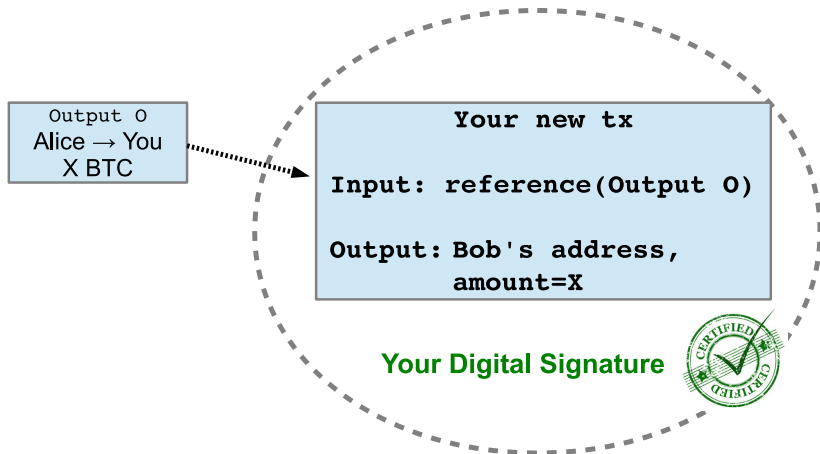 Output O
Alice → You
X BTC
Your new tx
Input: reference(Output O)
Output: Bob's address,
amount=X
Your Digital Signature
CERTIFIED
CERTIFIED